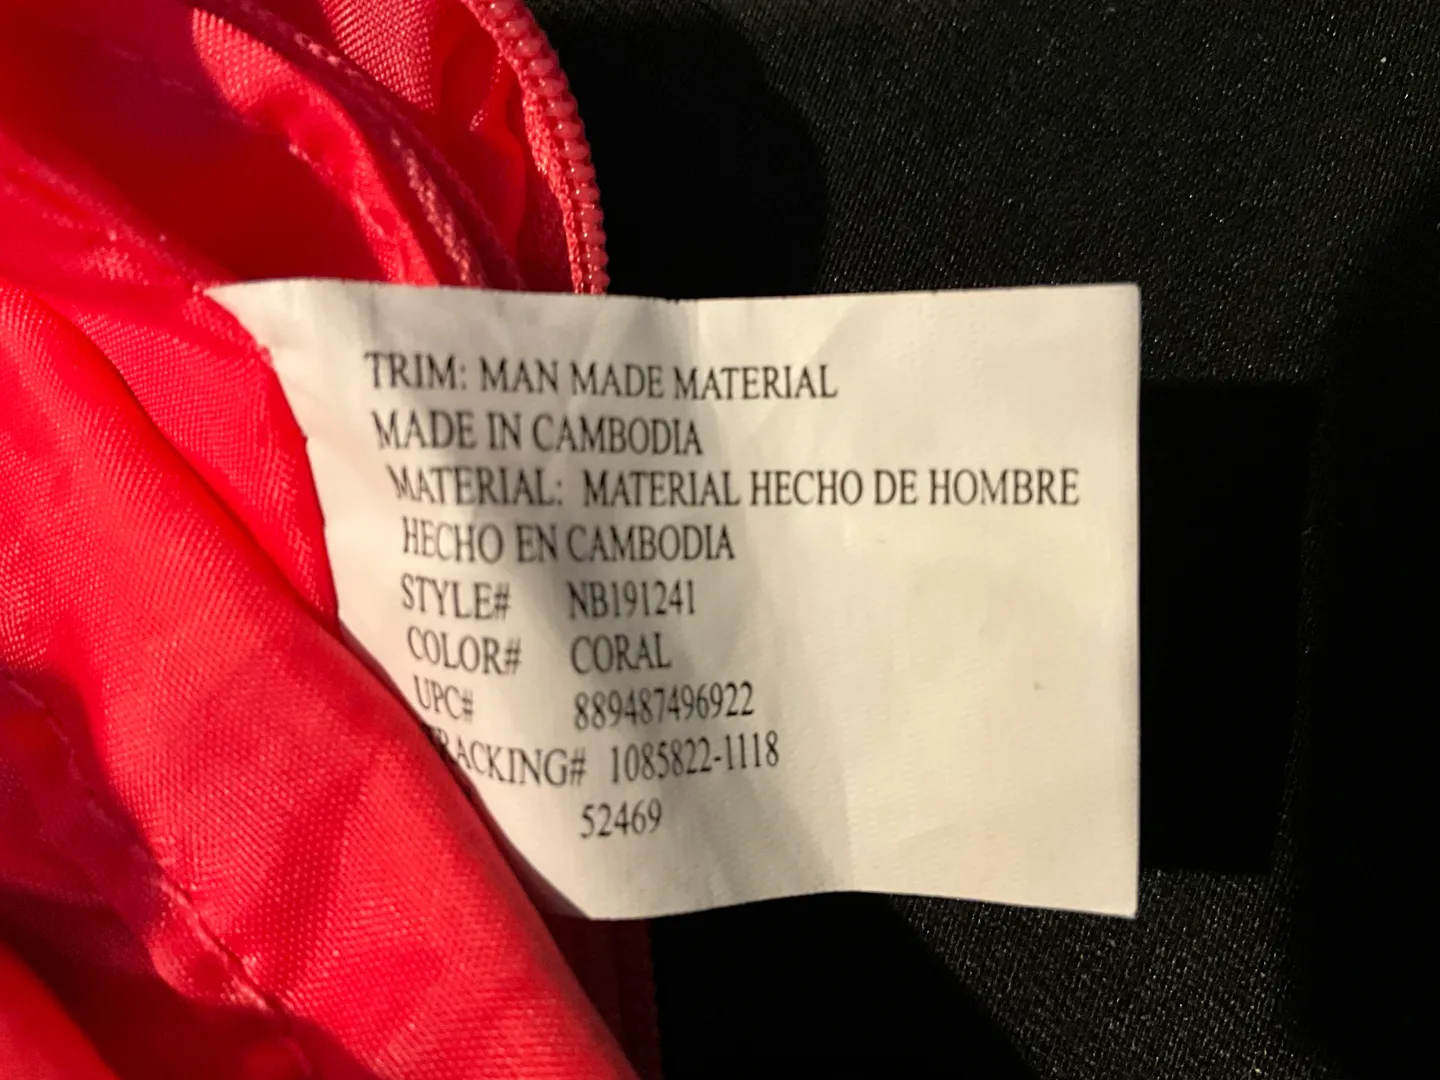 TRIM: MAN MADE MATERIAL
MADE IN CAMBODIA
MATERIAL: MATERIAL HECHO DE HOMBRE
HECHO EN CAMBODIA
STYLE# NB191241
COLOR# CORAL
UPC# 889487496922
TRACKING# 1085822-1118
52469